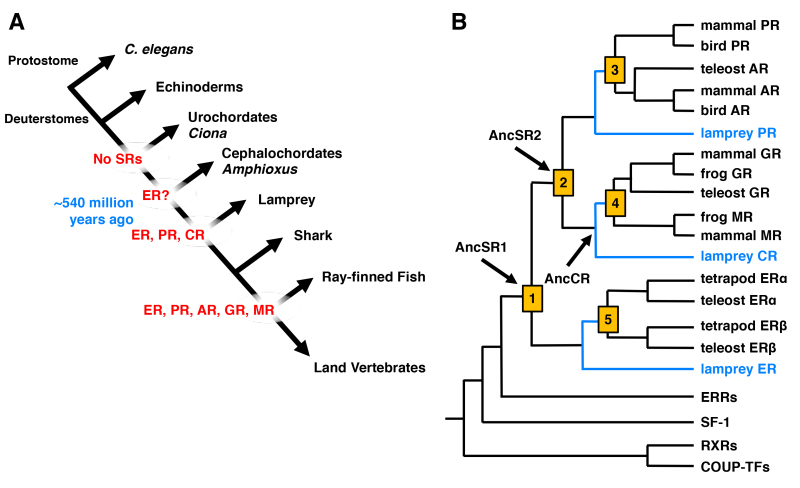 A
Protostome
C. elegans
Deuterostomes
Echinoderms
Urochordates
Ciona
No SRs
Cephalochordates
Amphioxus
ER?
~540 million
years ago
Lamprey
ER, PR, CR
Shark
Ray-finned Fish
ER, PR, AR, GR, MR
Land Vertebrates
B
mammal PR
bird PR
3
teleost AR
mammal AR
bird AR
lamprey PR
AncSR2
mammal GR
frog GR
2
teleost GR
4
frog MR
mammal MR
AncSR1
lamprey CR
AncCR
tetrapod ERα
1
teleost ERα
5
tetrapod ERβ
teleost ERβ
lamprey ER
ERRs
SF-1
RXRs
COUP-TFs